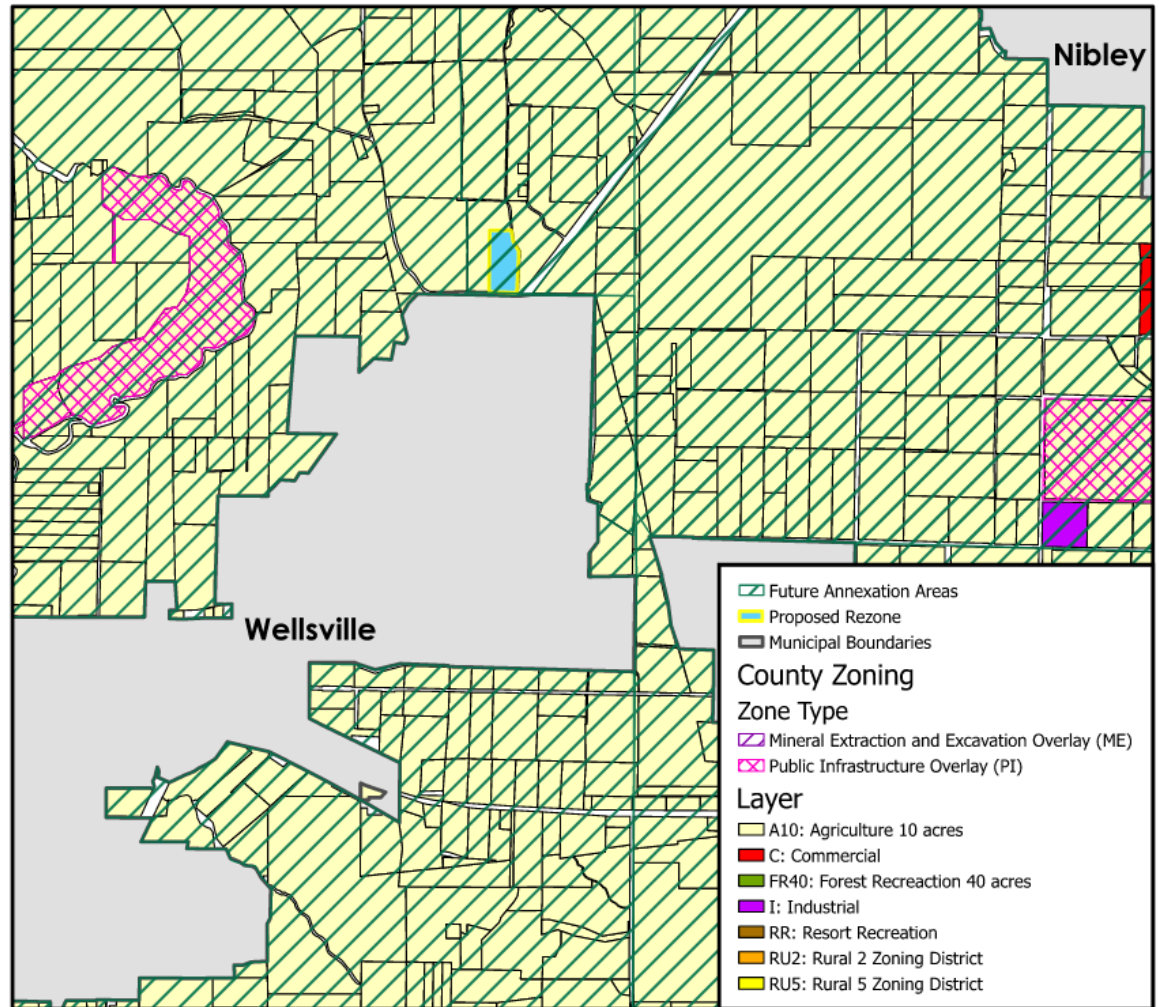 Nibley
Wellsville
Future Annexation Areas
Proposed Rezone
Municipal Boundaries
County Zoning
Zone Type
Mineral Extraction and Excavation Overlay (ME)
Public Infrastructure Overlay (PI)
Layer
A10: Agriculture 10 acres
C: Commercial
FR40: Forest Recreaction 40 acres
I: Industrial
RR: Resort Recreation
RU2: Rural 2 Zoning District
RU5: Rural 5 Zoning District